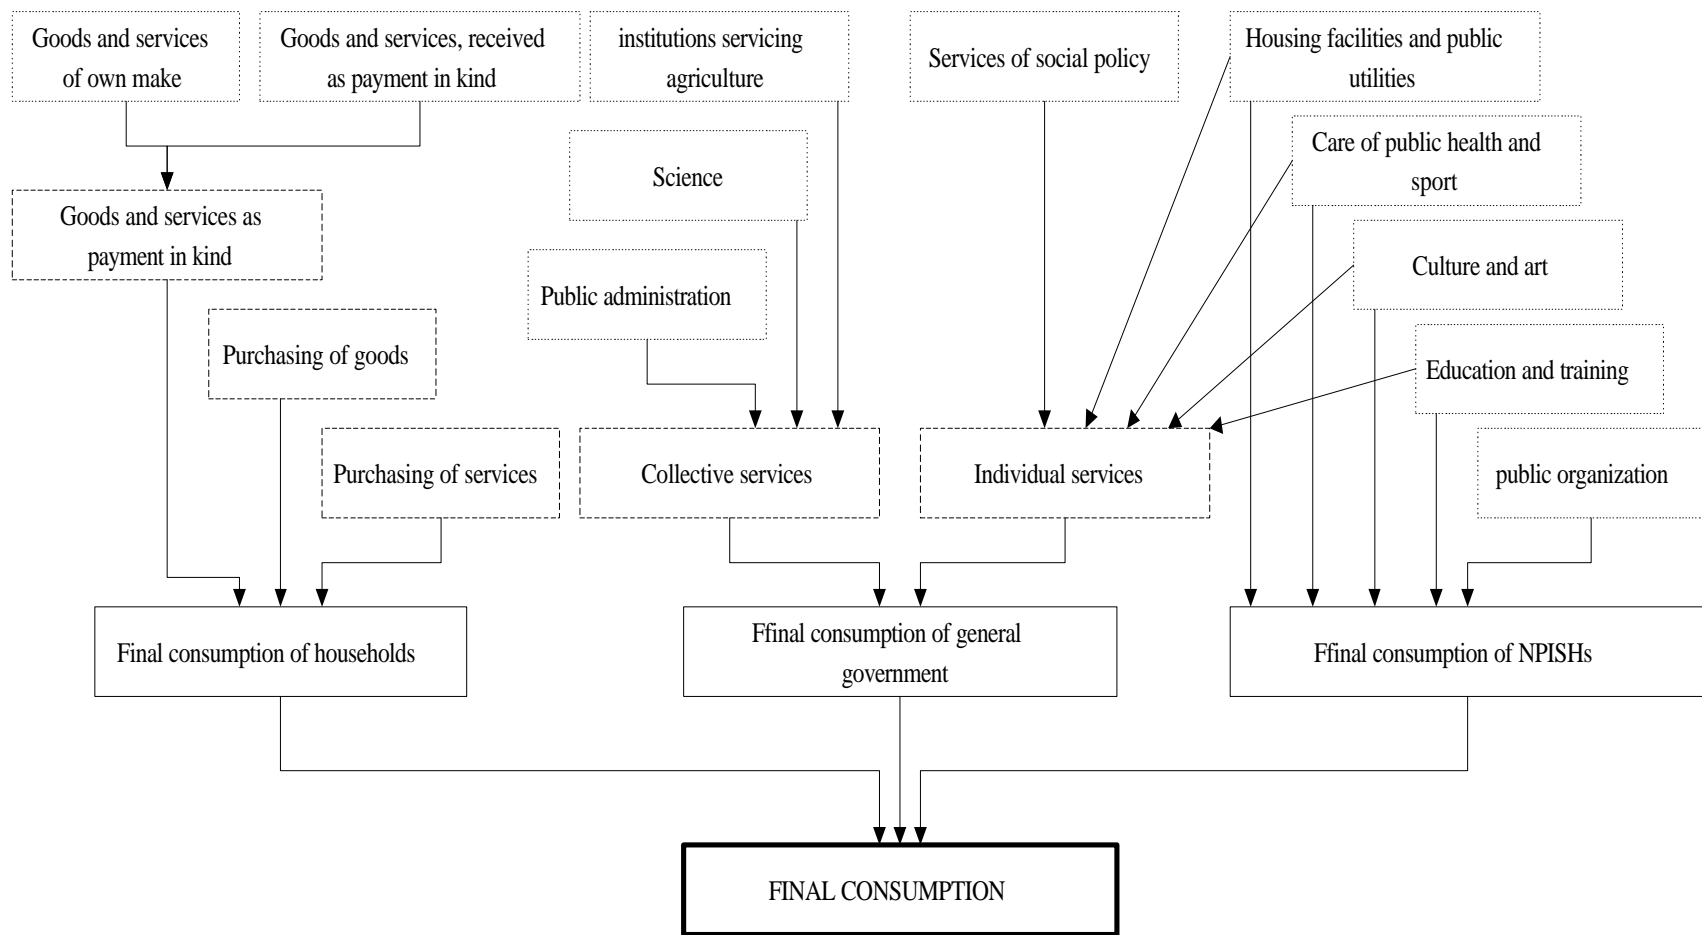 Goods and services
of own make
Goods and services, received
as payment in kind
institutions servicing
agriculture
Services of social policy
Housing facilities and public
utilities
Care of public health and
sport
Science
Goods and services as
payment in kind
Culture and art
Public administration
Purchasing of goods
Education and training
Purchasing of services
Collective services
Individual services
public organization
Final consumption of households
Ffinal consumption of general
government
Ffinal consumption of NPISHs
FINAL CONSUMPTION